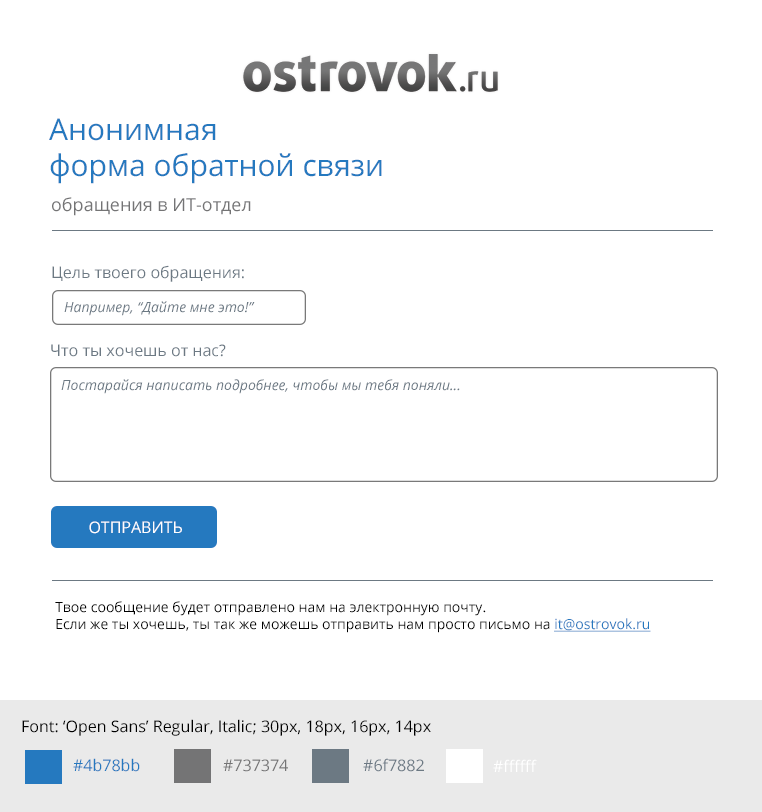 ostrovok.ru
Анонимная
форма обратной связи
обращения в ИТ-отдел
Цель твоего обращения:
Например, “Дайте мне это!”
Что ты хочешь от нас?
Постарайся написать подробнее, чтобы мы тебя поняли...
ОТПРАВИТЬ
Твое сообщение будет отправлено нам на электронную почту.
Если же ты хочешь, ты так же можешь отправить нам просто письмо на it@ostrovok.ru
Font: ‘Open Sans’ Regular, Italic; 30px, 18px, 16px, 14px
#4b78bb #737374 #6f7882 #ffffff